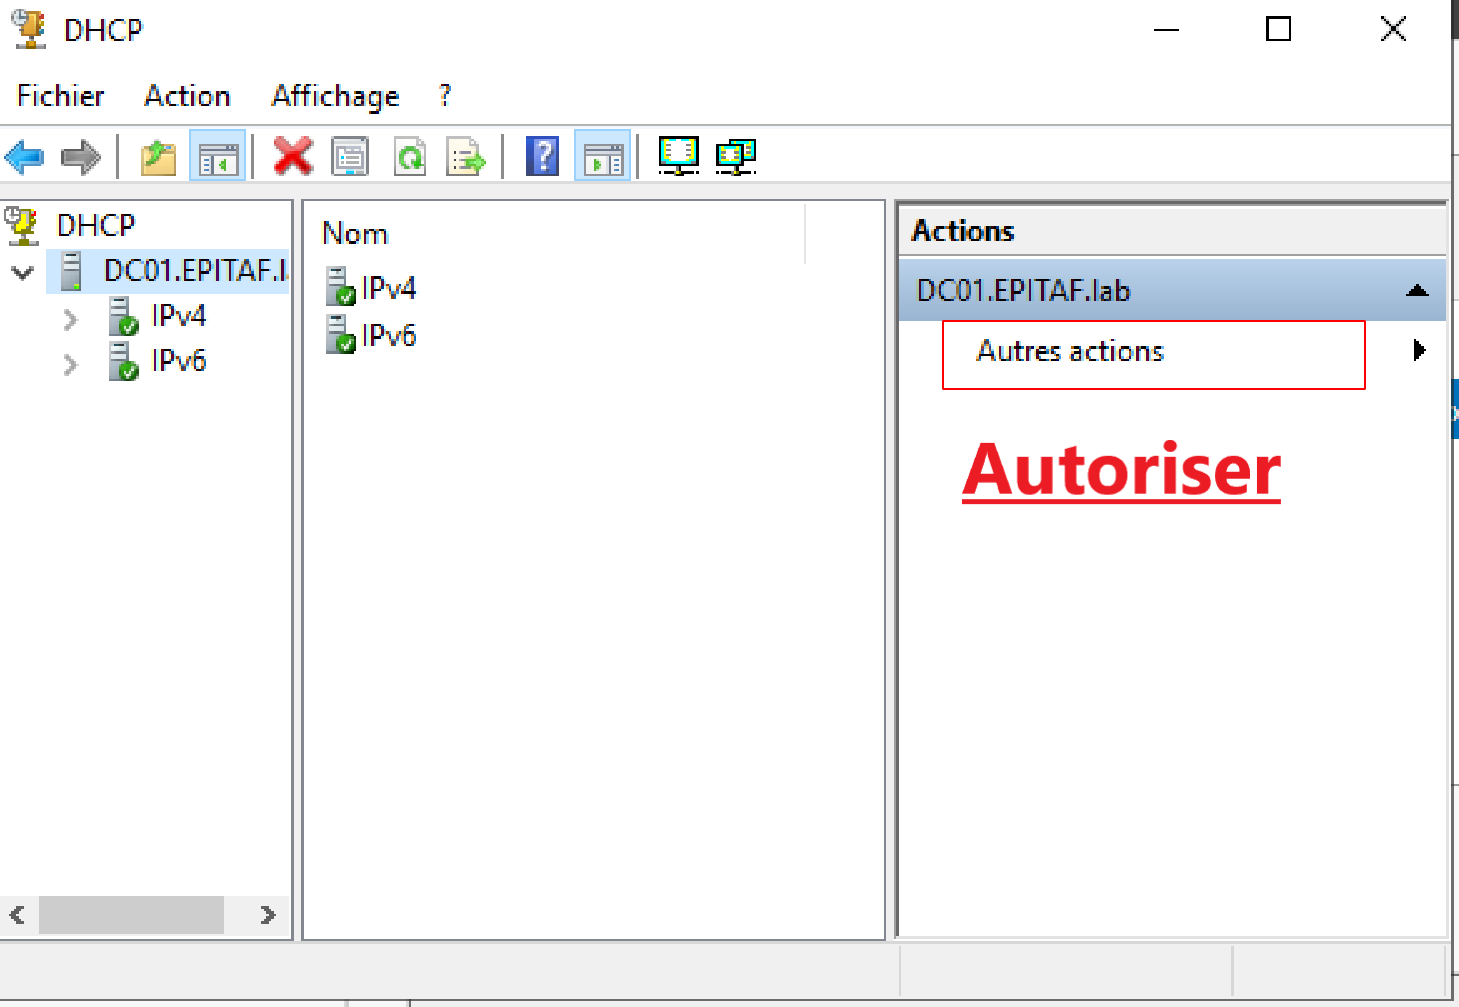 DHCP
Fichier Action Affichage ?
DHCP
DC01.EPITAF.l
IPv4
IPv6
Nom
IPv4
IPv6
Actions
DC01.EPITAF.lab
Autres actions
Autoriser